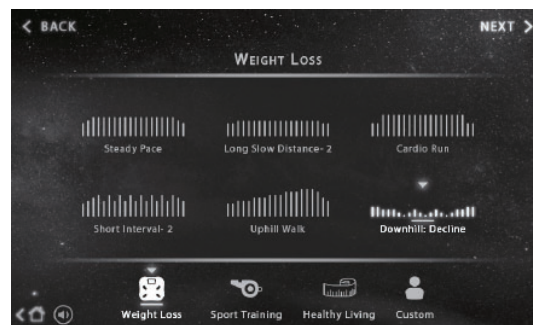 BACK
NEXT
WEIGHT LOSS
Steady Pace
Long Slow Distance- 2
Cardio Run
Short Interval- 2
Uphill Walk
Downhill: Decline
Weight Loss
Sport Training
Healthy Living
Custom